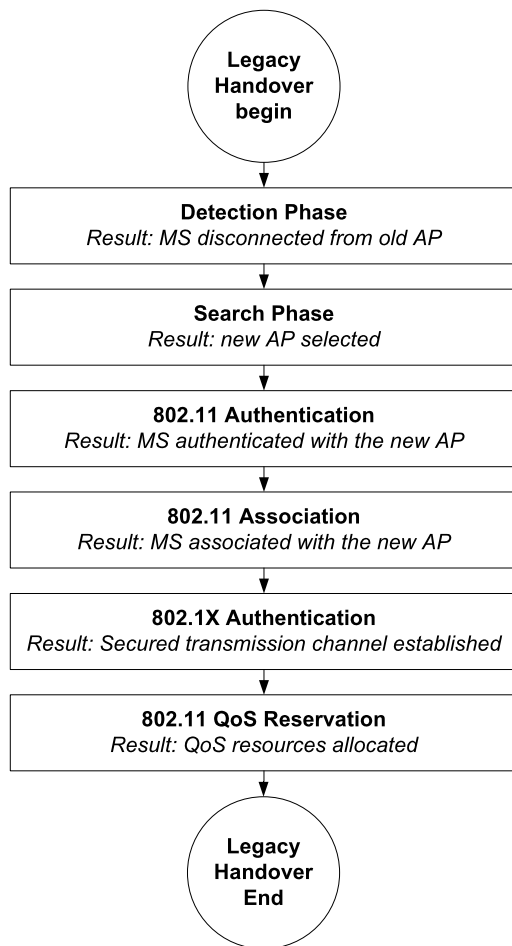 Legacy
Handover
begin
Detection Phase
Result: MS disconnected from old AP
Search Phase
Result: new AP selected
802.11 Authentication
Result: MS authenticated with the new AP
802.11 Association
Result: MS associated with the new AP
802.1X Authentication
Result: Secured transmission channel established
802.11 QoS Reservation
Result: QoS resources allocated
Legacy
Handover
End